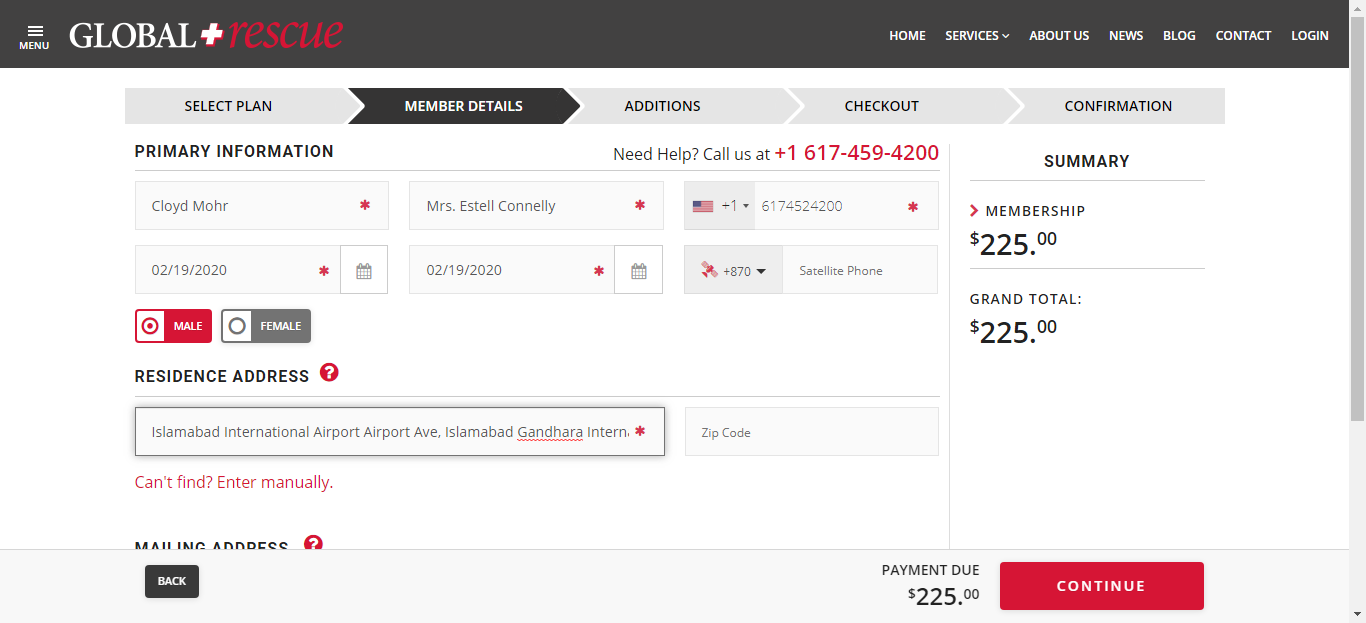 MENU
GLOBAL rescue
HOME
SERVICES
ABOUT US
NEWS
BLOG
CONTACT
LOGIN
SELECT PLAN
MEMBER DETAILS
ADDITIONS
CHECKOUT
CONFIRMATION
PRIMARY INFORMATION
Need Help? Call us at +1 617-459-4200
Cloyd Mohr *
Mrs. Estell Connelly *
+1 6174524200 *
02/19/2020 *
02/19/2020 *
+870 Satellite Phone
MALE
FEMALE
RESIDENCE ADDRESS ?
Islamabad International Airport Airport Ave, Islamabad Gandhara Intern *
Zip Code
Can't find? Enter manually.
MAILING ADDRESS ?
SUMMARY
MEMBERSHIP
$225.00
GRAND TOTAL:
$225.00
BACK
PAYMENT DUE
$225.00
CONTINUE